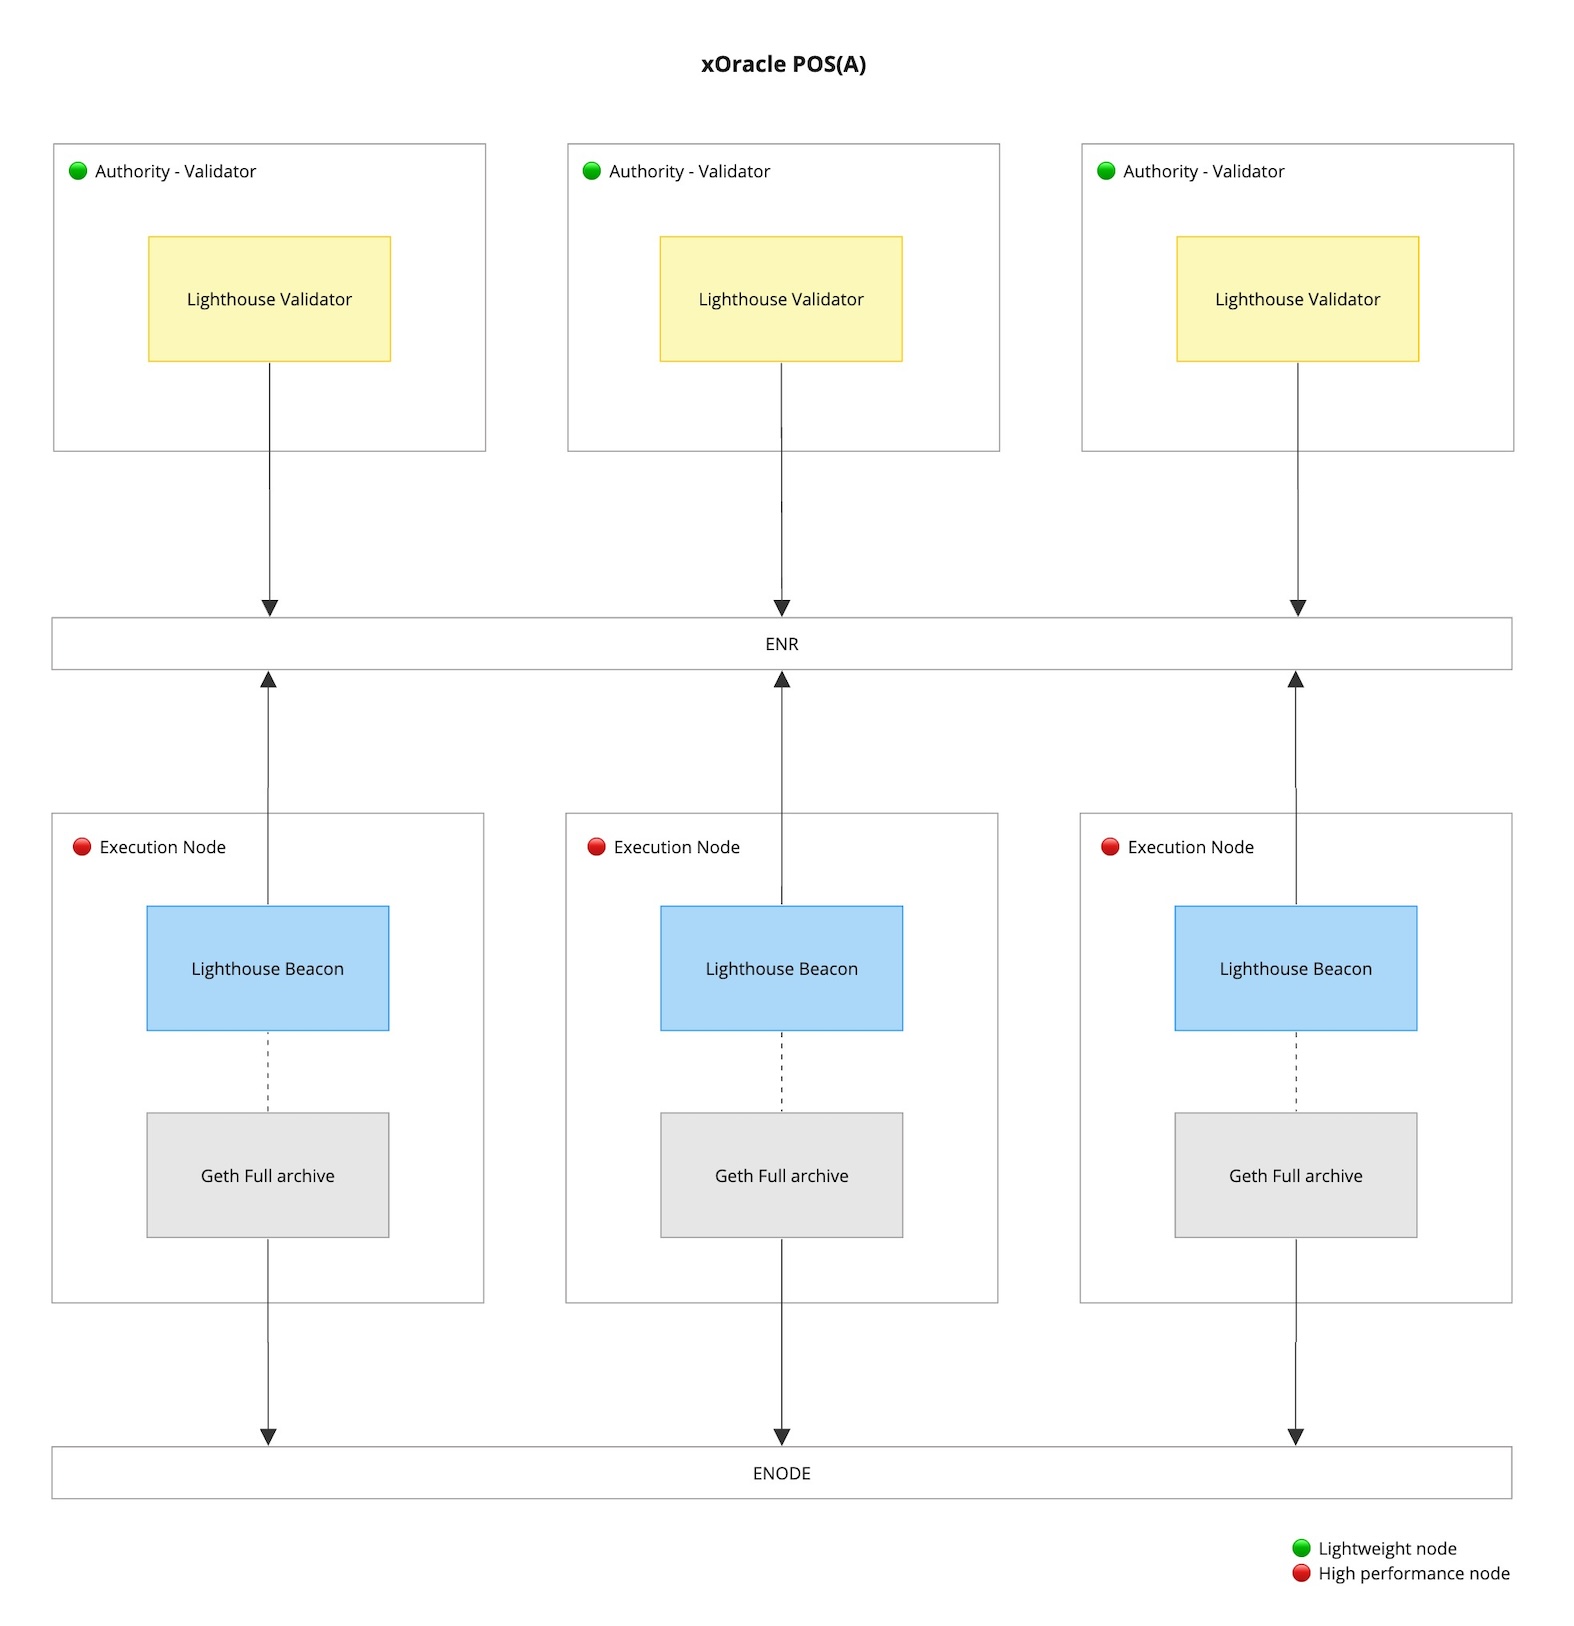 xOracle POS(A)
Authority - Validator
Authority - Validator
Authority - Validator
Lighthouse Validator
Lighthouse Validator
Lighthouse Validator
ENR
Execution Node
Execution Node
Execution Node
Lighthouse Beacon
Lighthouse Beacon
Lighthouse Beacon
Geth Full archive
Geth Full archive
Geth Full archive
ENODE
Lightweight node
High performance node